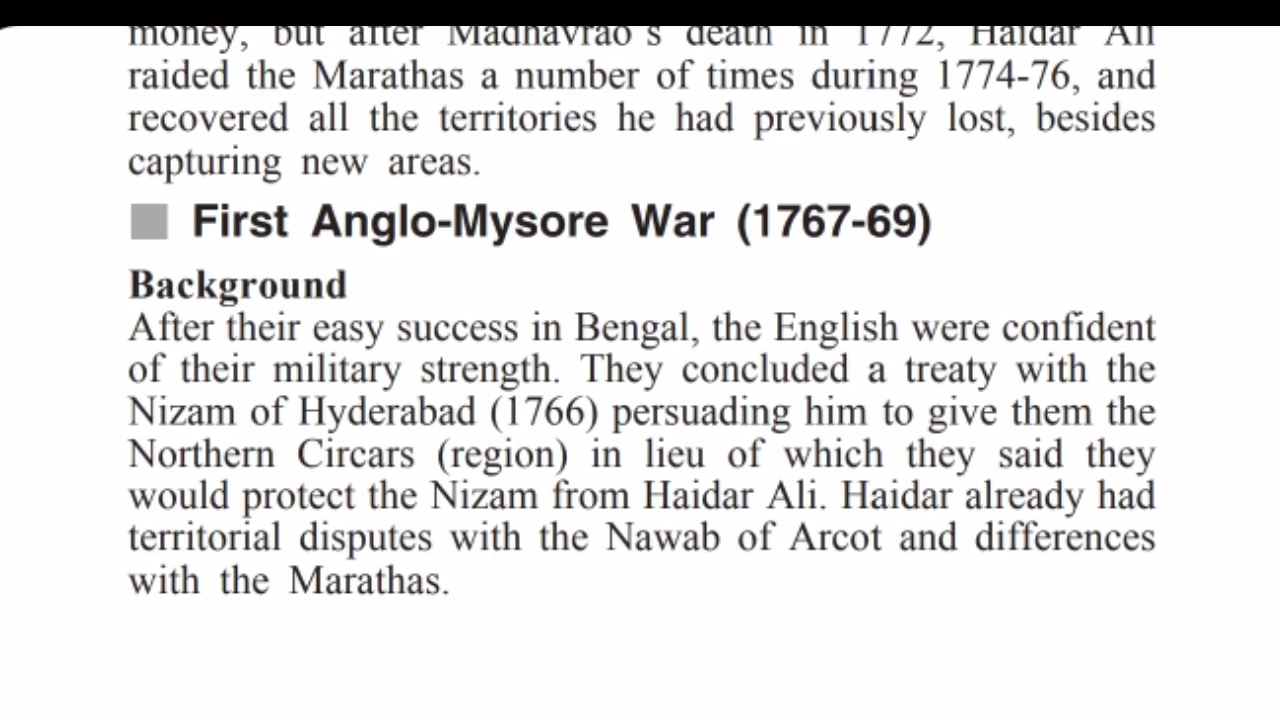 money, but after Madhavrao's death in 1772, Haidar Ali
raided the Marathas a number of times during 1774-76, and
recovered all the territories he had previously lost, besides
capturing new areas.
First Anglo-Mysore War (1767-69)
Background
After their easy success in Bengal, the English were confident
of their military strength. They concluded a treaty with the
Nizam of Hyderabad (1766) persuading him to give them the
Northern Circars (region) in lieu of which they said they
would protect the Nizam from Haidar Ali. Haidar already had
territorial disputes with the Nawab of Arcot and differences
with the Marathas.